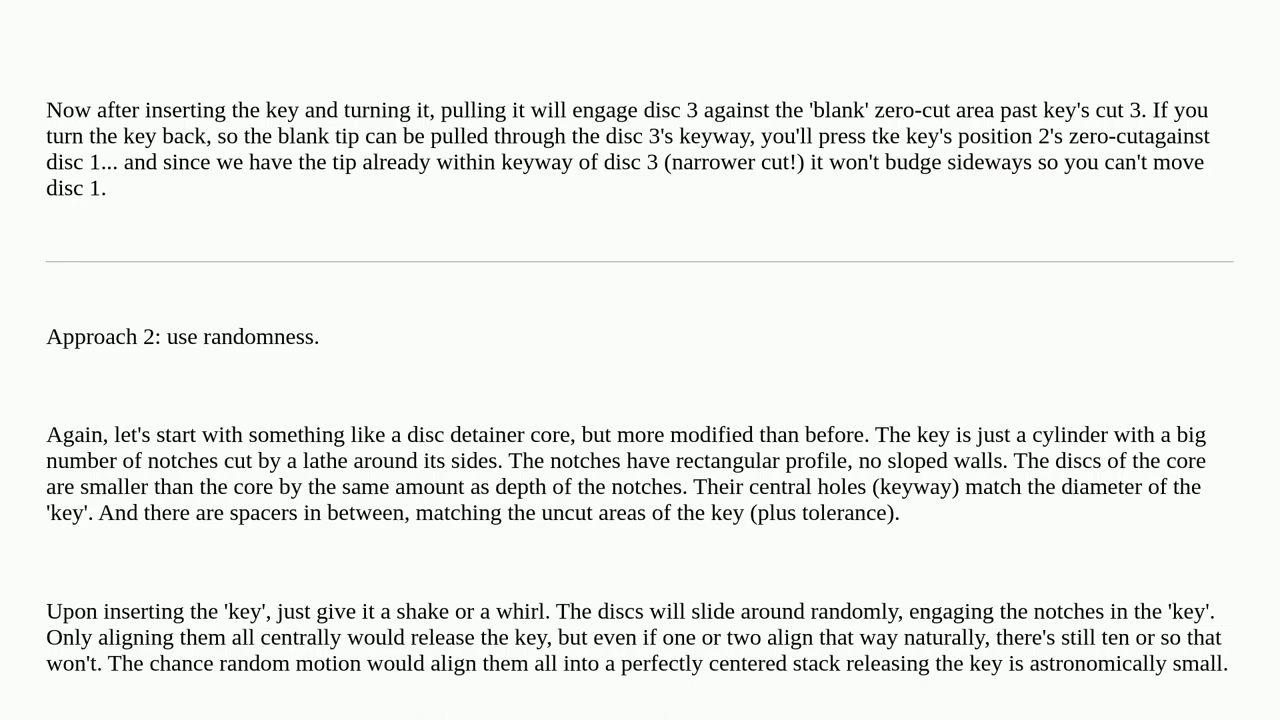 Now after inserting the key and turning it, pulling it will engage disc 3 against the 'blank' zero-cut area past key's cut 3. If you
turn the key back, so the blank tip can be pulled through the disc 3's keyway, you'll press tke key's position 2's zero-cutagainst
disc 1... and since we have the tip already within keyway of disc 3 (narrower cut!) it won't budge sideways so you can't move
disc 1.
Approach 2: use randomness.
Again, let's start with something like a disc detainer core, but more modified than before. The key is just a cylinder with a big
number of notches cut by a lathe around its sides. The notches have rectangular profile, no sloped walls. The discs of the core
are smaller than the core by the same amount as depth of the notches. Their central holes (keyway) match the diameter of the
'key'. And there are spacers in between, matching the uncut areas of the key (plus tolerance).
Upon inserting the 'key', just give it a shake or a whirl. The discs will slide around randomly, engaging the notches in the 'key'.
Only aligning them all centrally would release the key, but even if one or two align that way naturally, there's still ten or so that
won't. The chance random motion would align them all into a perfectly centered stack releasing the key is astronomically small.